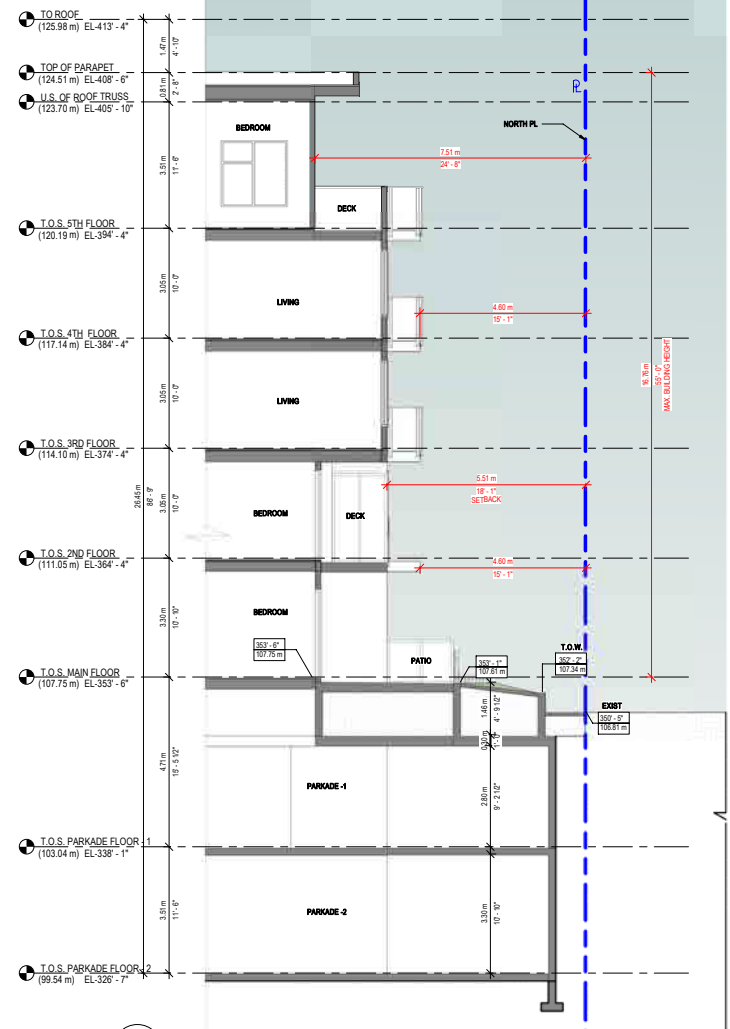 TO ROOF
(125.98 m) EL-413' - 4"
1.47 m
4'-10"
TOP OF PARAPET
(124.51 m) EL-408' - 6"
0.81 m
2' - 8"
U.S. OF ROOF TRUSS
(123.70 m) EL-405' - 10"
PL
NORTH PL
BEDROOM
3.51 m
11'-6"
7.51 m
24' - 8"
DECK
T.O.S. 5TH FLOOR
(120.19 m) EL-394' - 4"
3.05 m
10'-0"
LIVING
4.60 m
15' - 1"
T.O.S. 4TH FLOOR
(117.14 m) EL-384' - 4"
16.76 m
55' - 0"
MAX. BUILDING HEIGHT
3.05 m
10'-0"
LIVING
T.O.S. 3RD FLOOR
(114.10 m) EL-374' - 4"
26.45 m
86' - 9"
3.05 m
10'-0"
BEDROOM
DECK
5.51 m
18' - 1"
SETBACK
T.O.S. 2ND FLOOR
(111.05 m) EL-364' - 4"
4.60 m
15' - 1"
3.30 m
10'-10"
BEDROOM
353' - 6"
107.75 m
PATIO
353' - 1"
107.61 m
T.O.W.
352' - 2"
107.34 m
T.O.S. MAIN FLOOR
(107.75 m) EL-353' - 6"
EXIST
350' - 5"
106.81 m
1.46 m
4' - 9 1/2"
0.30 m
1'-0"
4.71 m
15' - 5 1/2"
PARKADE -1
2.80 m
9' - 2 1/2"
T.O.S. PARKADE FLOOR - 1
(103.04 m) EL-338' - 1"
3.51 m
11'-6"
PARKADE -2
3.30 m
10' - 10"
T.O.S. PARKADE FLOOR - 2
(99.54 m) EL-326' - 7"